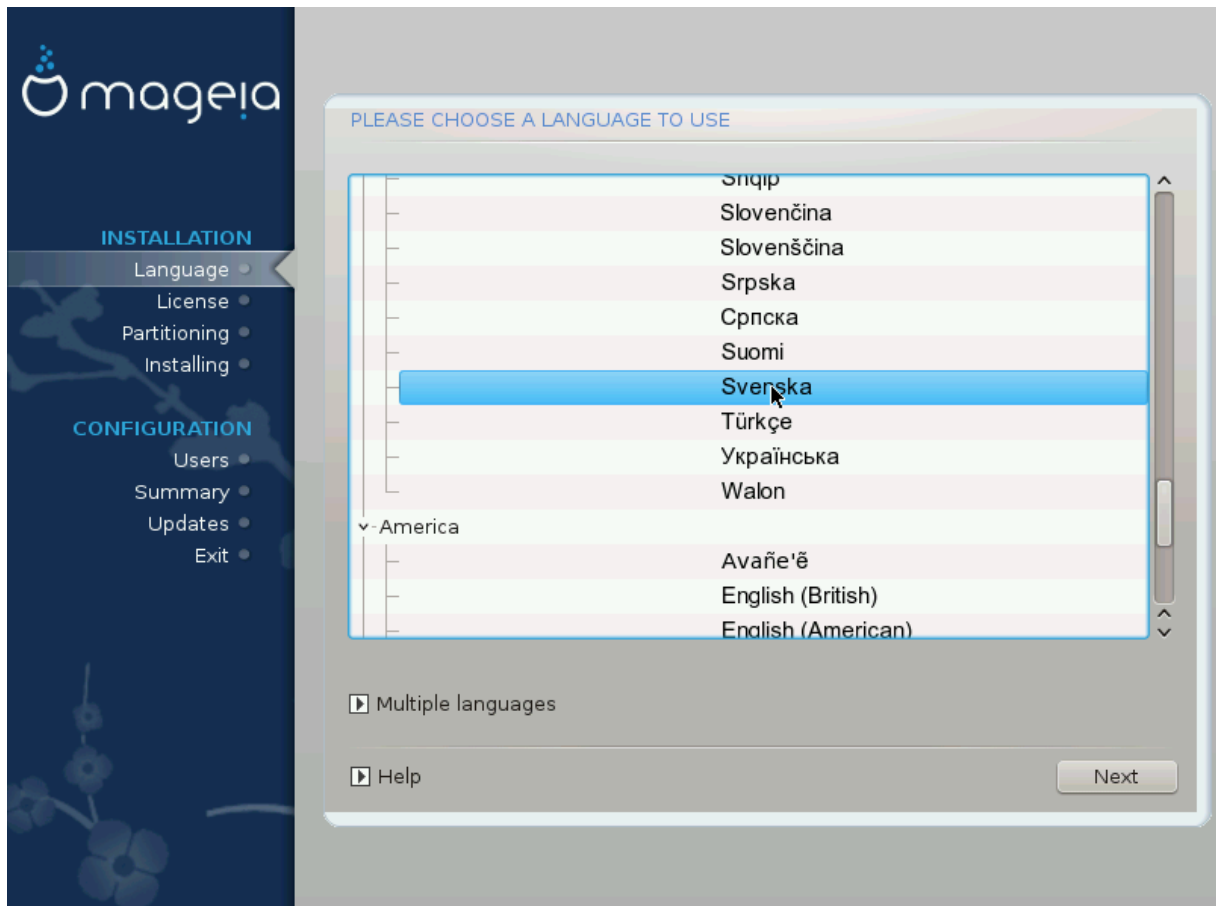 mageia
INSTALLATION
Language
License
Partitioning
Installing
CONFIGURATION
Users
Summary
Updates
Exit
PLEASE CHOOSE A LANGUAGE TO USE
Shqip
Slovenčina
Slovenščina
Srpska
Српска
Suomi
Svenska
Türkçe
Українська
Walon
America
Avañe'ẽ
English (British)
English (American)
Multiple languages
Help
Next